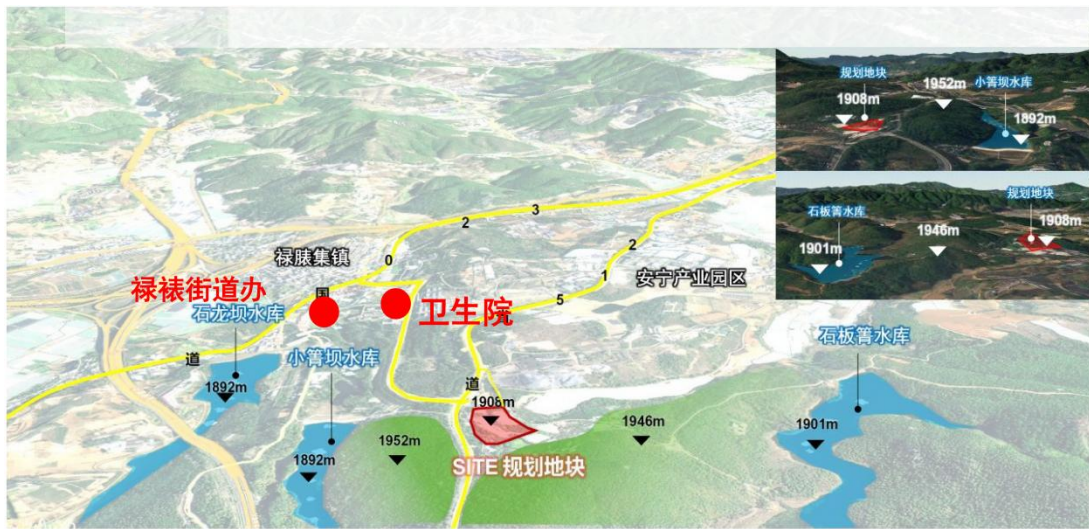 规划地块
1952m
小箐坝水库
1908m
1892m
石板箐水库
规划地块
1908m
1946m
1901m
3
2
0
国
道
2
1
5
道
禄脿集镇
安宁产业园区
禄裱街道办
卫生院
石龙坝水库
小箐坝水库
石板箐水库
1892m
1908m
1952m
1946m
1901m
1892m
SITE 规划地块